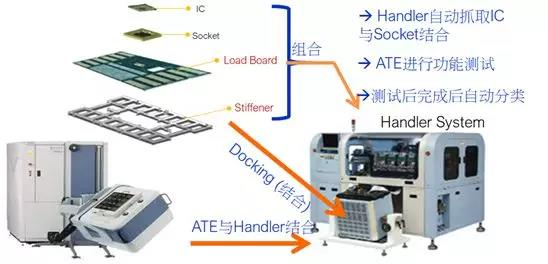 IC
Socket
Load Board
Stiffener
组合
→ Handler自动抓取IC
与Socket结合
→ ATE进行功能测试
→测试后完成后自动分类
Handler System
Docking (结合)
ATE与Handler结合